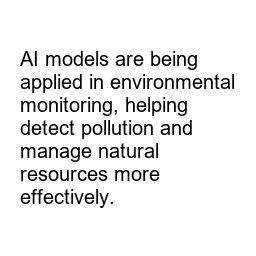 AI models are being
applied in environmental
monitoring, helping
detect pollution and
manage natural
resources more
effectively.